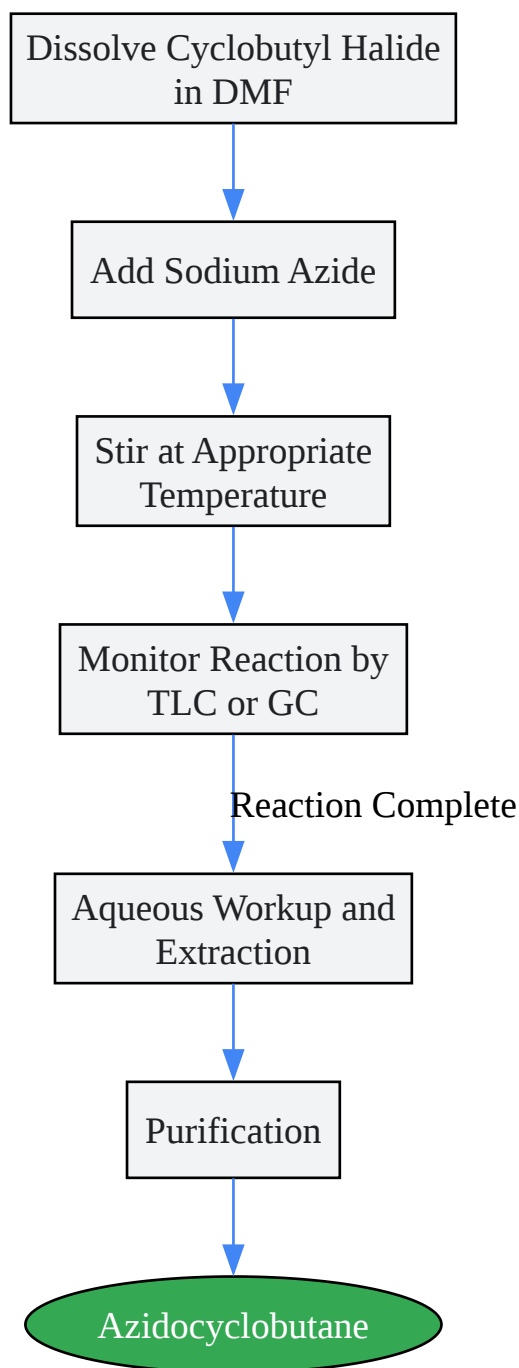 Dissolve Cyclobutyl Halide
in DMF
Add Sodium Azide
Stir at Appropriate
Temperature
Monitor Reaction by
TLC or GC
Reaction Complete
Aqueous Workup and
Extraction
Purification
Azidocyclobutane